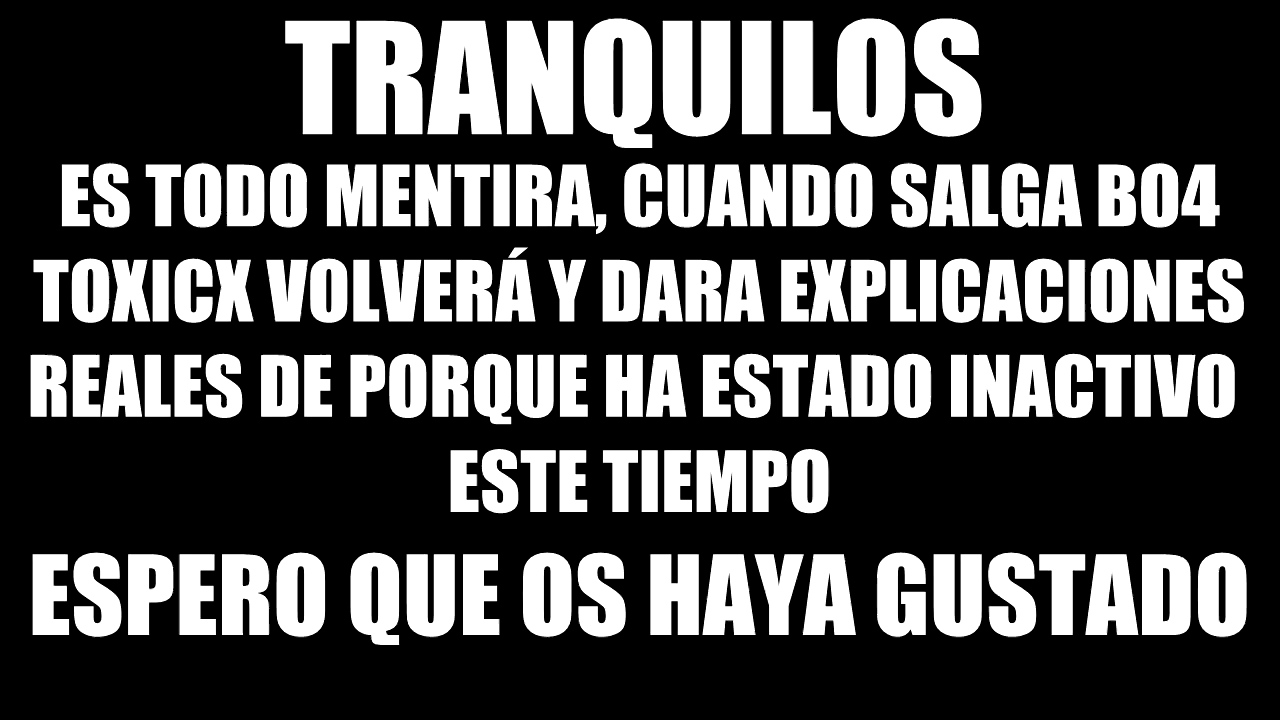 TRANQUILOS
ES TODO MENTIRA, CUANDO SALGA BO4
TOXICX VOLVERÁ Y DARA EXPLICACIONES
REALES DE PORQUE HA ESTADO INACTIVO
ESTE TIEMPO
ESPERO QUE OS HAYA GUSTADO